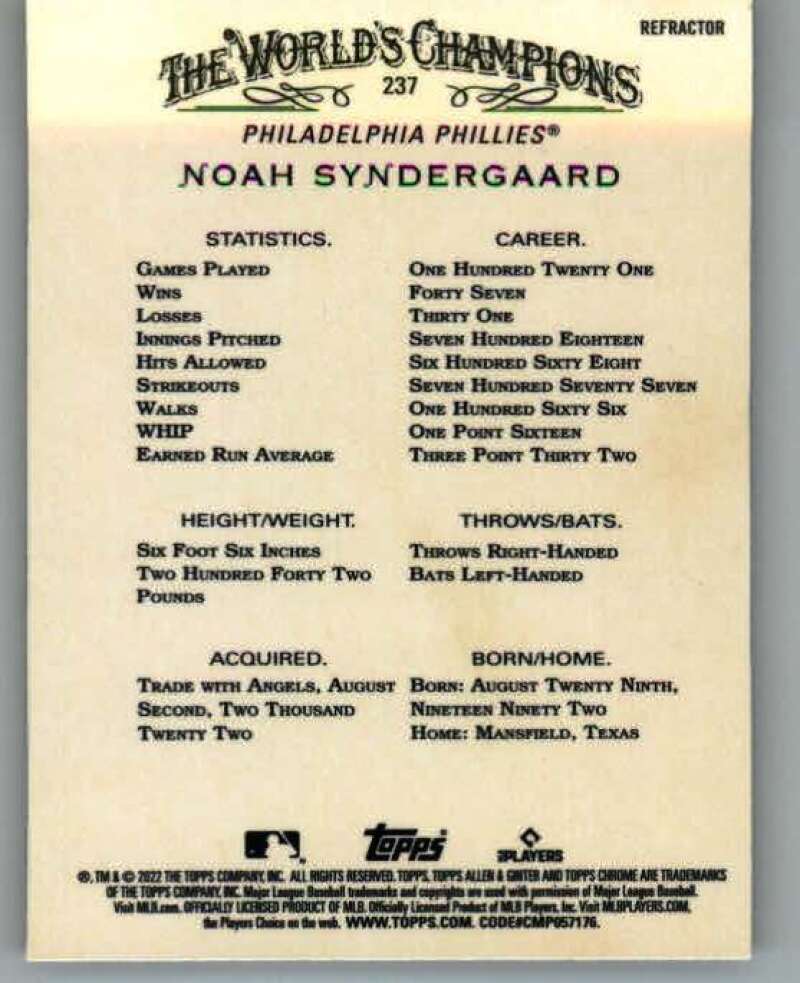 REFRACTOR
THE WORLD'S CHAMPIONS
237
PHILADELPHIA PHILLIES®
NOAH SYNDERGAARD
STATISTICS. CAREER.
GAMES PLAYED ONE HUNDRED TWENTY ONE
WINS FORTY SEVEN
LOSSES THIRTY ONE
INNINGS PITCHED SEVEN HUNDRED EIGHTEEN
HITS ALLOWED SIX HUNDRED SIXTY EIGHT
STRIKEOUTS SEVEN HUNDRED SEVENTY SEVEN
WALKS ONE HUNDRED SIXTY SIX
WHIP ONE POINT SIXTEEN
EARNED RUN AVERAGE THREE POINT THIRTY TWO
HEIGHT/WEIGHT.
SIX FOOT SIX INCHES
TWO HUNDRED FORTY TWO
POUNDS
THROWS/BATS.
THROWS RIGHT-HANDED
BATS LEFT-HANDED
ACQUIRED.
TRADE WITH ANGELS, AUGUST
SECOND, TWO THOUSAND
TWENTY TWO
BORN/HOME.
BORN: AUGUST TWENTY NINTH,
NINETEEN NINETY TWO
HOME: MANSFIELD, TEXAS
topps®
PLAYERS
®, TM & © 2022 THE TOPPS COMPANY, INC. ALL RIGHTS RESERVED. TOPPS, TOPPS ALLEN & GINTER AND TOPPS CHROME ARE TRADEMARKS
OF THE TOPPS COMPANY, INC. Major League Baseball trademarks and copyrights are used with permission of Major League Baseball.
Visit MLB.com. OFFICIALLY LICENSED PRODUCT OF MLB. Officially Licensed Product of MLB Players, Inc. Visit MLBPLAYERS.COM,
the Players Choice on the web. WWW.TOPPS.COM. CODE#CMP057176.